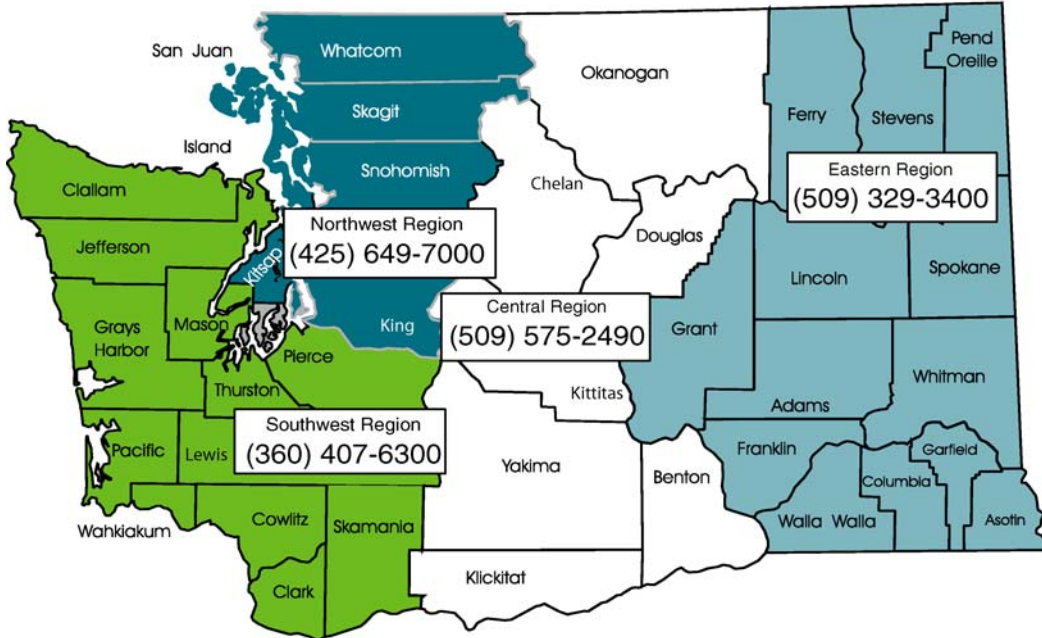 San Juan
Whatcom
Okanogan
Pend
Oreille
Skagit
Ferry
Stevens
Island
Snohomish
Chelan
Eastern Region
(509) 329-3400
Clallam
Northwest Region
(425) 649-7000
Jefferson
Kitsap
Douglas
Lincoln
Spokane
Central Region
(509) 575-2490
Grays
Harbor
Mason
King
Grant
Pierce
Thurston
Kittitas
Adams
Whitman
Southwest Region
(360) 407-6300
Pacific
Lewis
Yakima
Benton
Franklin
Garfield
Columbia
Wahkiakum
Cowlitz
Skamania
Walla Walla
Asotin
Clark
Klickitat